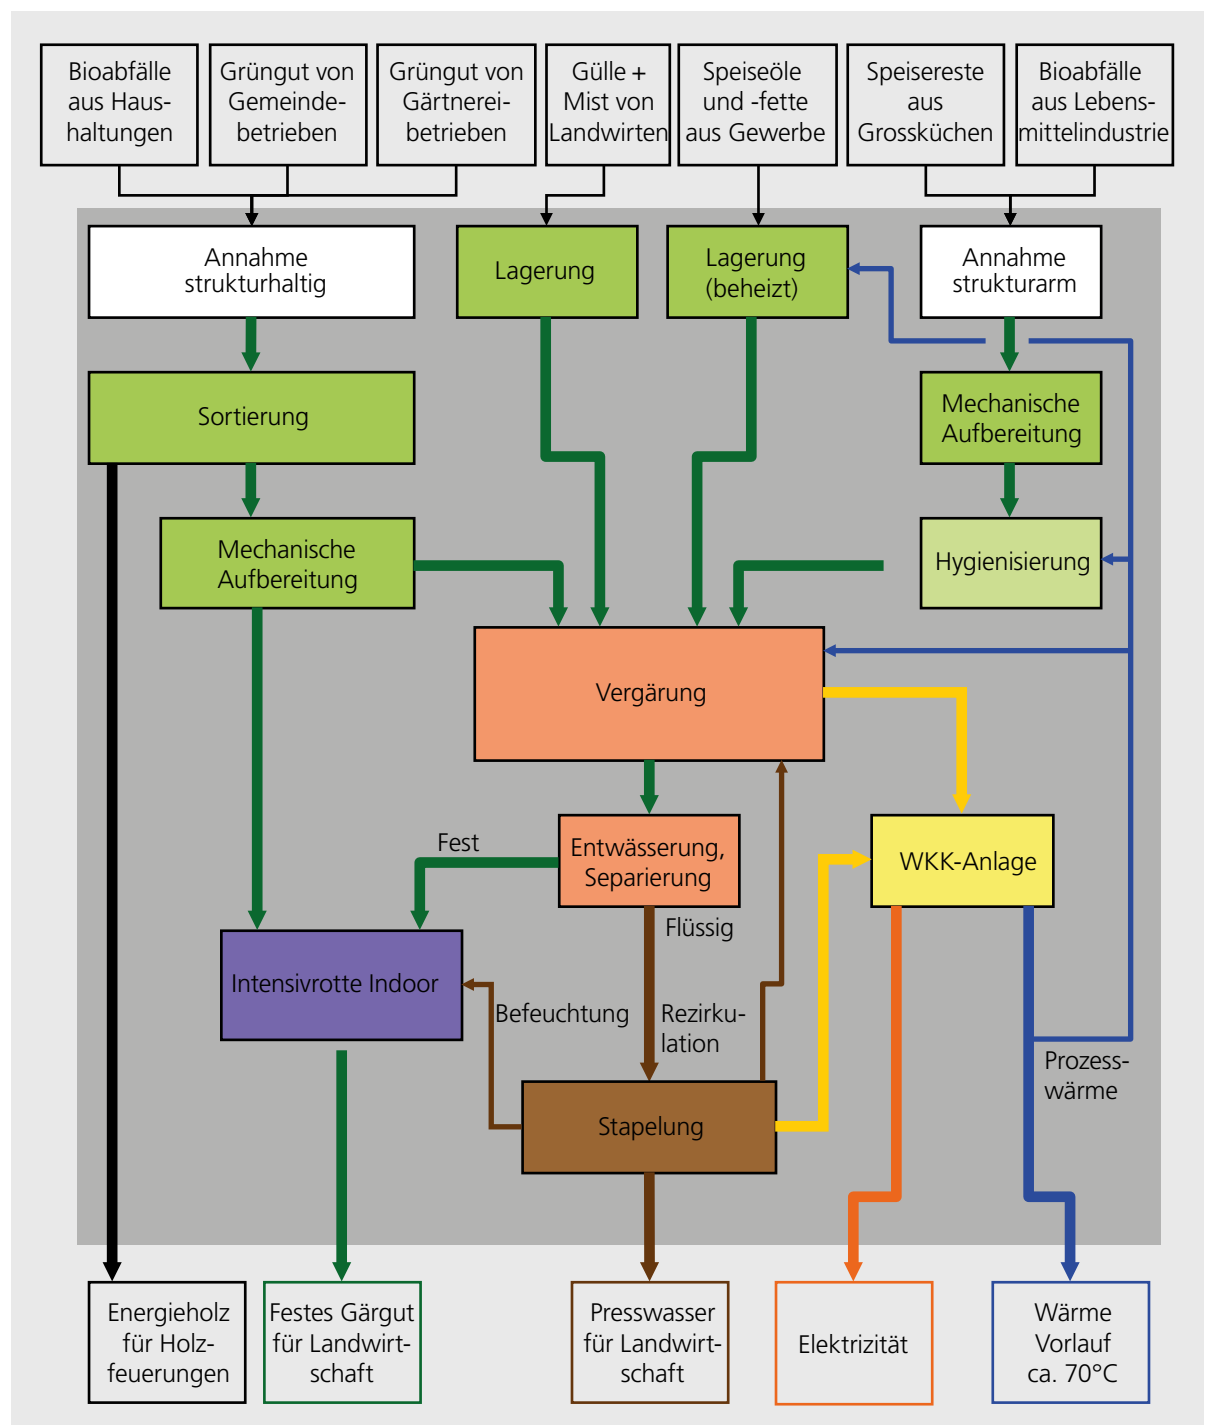 Bioabfälle
aus Haus-
haltungen
Grüngut von
Gemeinde-
betrieben
Grüngut von
Gärtnerei-
betrieben
Gülle +
Mist von
Landwirten
Speiseöle
und -fette
aus Gewerbe
Speisereste
aus
Grossküchen
Bioabfälle
aus Lebens-
mittelindustrie
Annahme
strukturhaltig
Lagerung
Lagerung
(beheizt)
Annahme
strukturarm
Sortierung
Mechanische
Aufbereitung
Mechanische
Aufbereitung
Hygienisierung
Vergärung
Fest
Entwässerung,
Separierung
WKK-Anlage
Flüssig
Intensivrotte Indoor
Befeuchtung
Rezirku-
lation
Prozess-
wärme
Stapelung
Energieholz
für Holz-
feuerungen
Festes Gärgut
für Landwirt-
schaft
Presswasser
für Landwirt-
schaft
Elektrizität
Wärme
Vorlauf
ca. 70°C